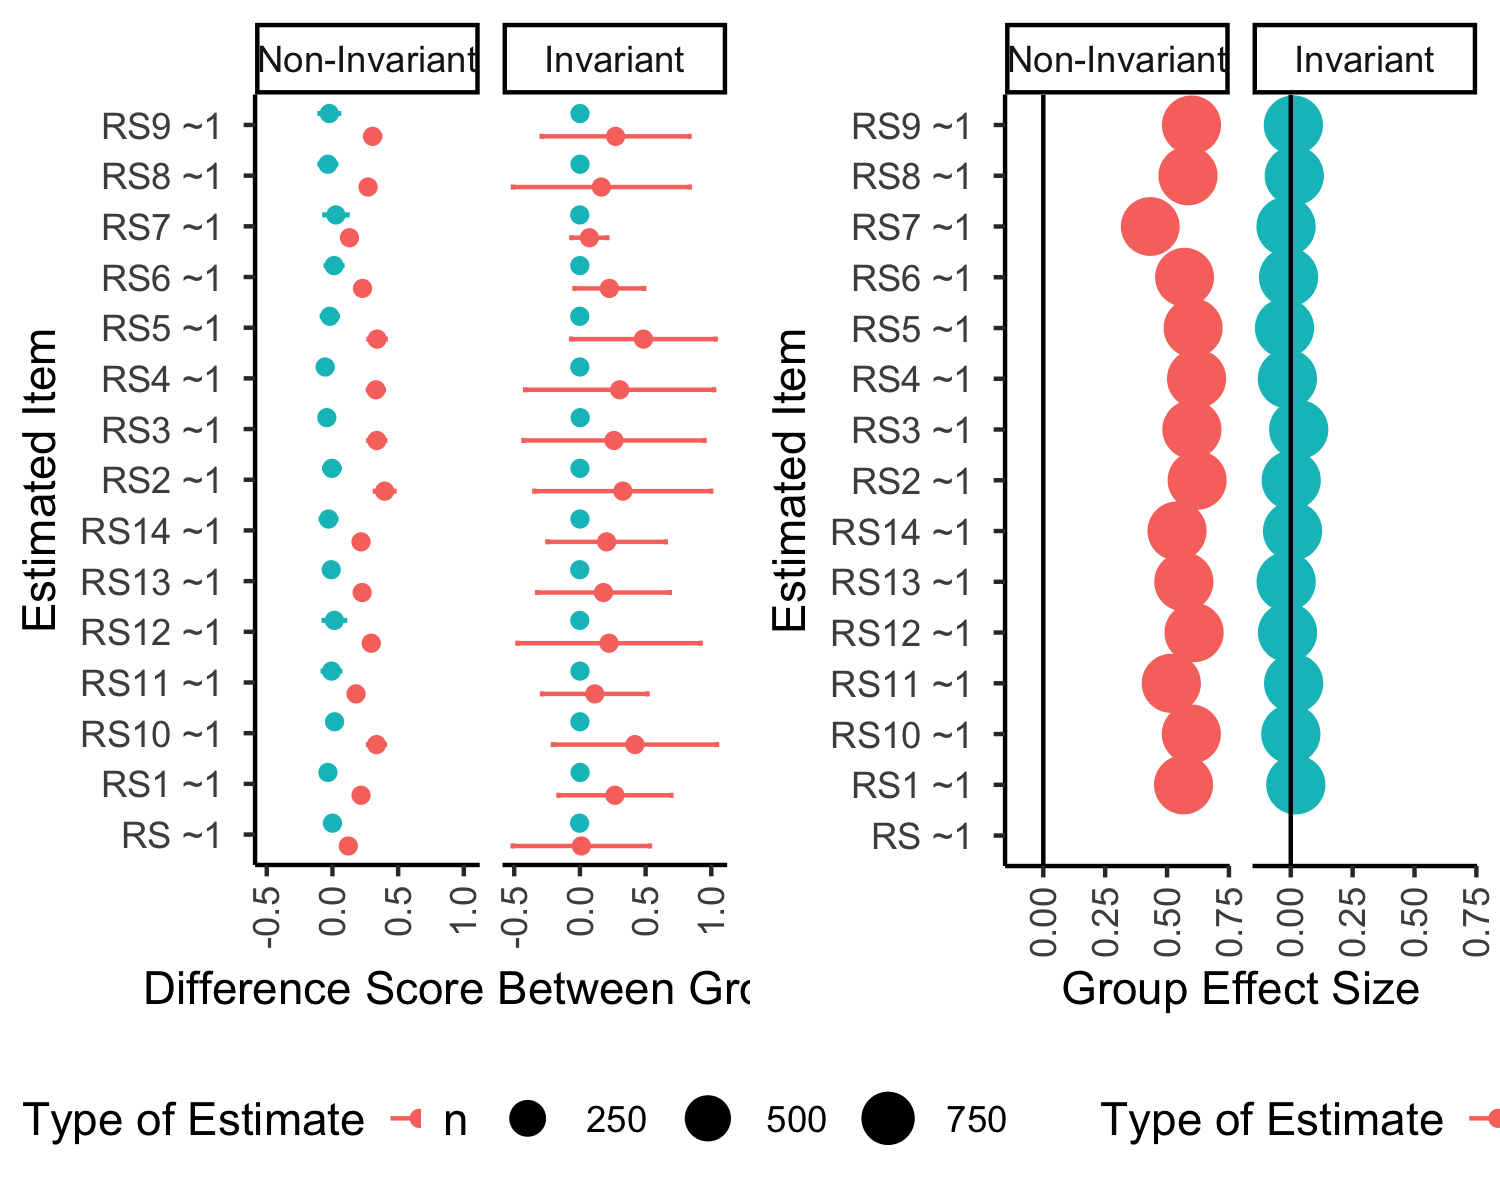 Non-Invariant Invariant
RS9 ~1
RS8 ~1
RS7 ~1
RS6 ~1
RS5 ~1
RS4 ~1
RS3 ~1
RS2 ~1
RS14 ~1
RS13 ~1
RS12 ~1
RS11 ~1
RS10 ~1
RS1 ~1
RS ~1
Estimated Item
-0.5 0.0 0.5 1.0 -0.5 0.0 0.5 1.0
Difference Score Between Gro
Non-Invariant Invariant
RS9 ~1
RS8 ~1
RS7 ~1
RS6 ~1
RS5 ~1
RS4 ~1
RS3 ~1
RS2 ~1
RS14 ~1
RS13 ~1
RS12 ~1
RS11 ~1
RS10 ~1
RS1 ~1
RS ~1
Estimated Item
0.00 0.25 0.50 0.75 0.00 0.25 0.50 0.75
Group Effect Size
Type of Estimate n 250 500 750 Type of Estimate